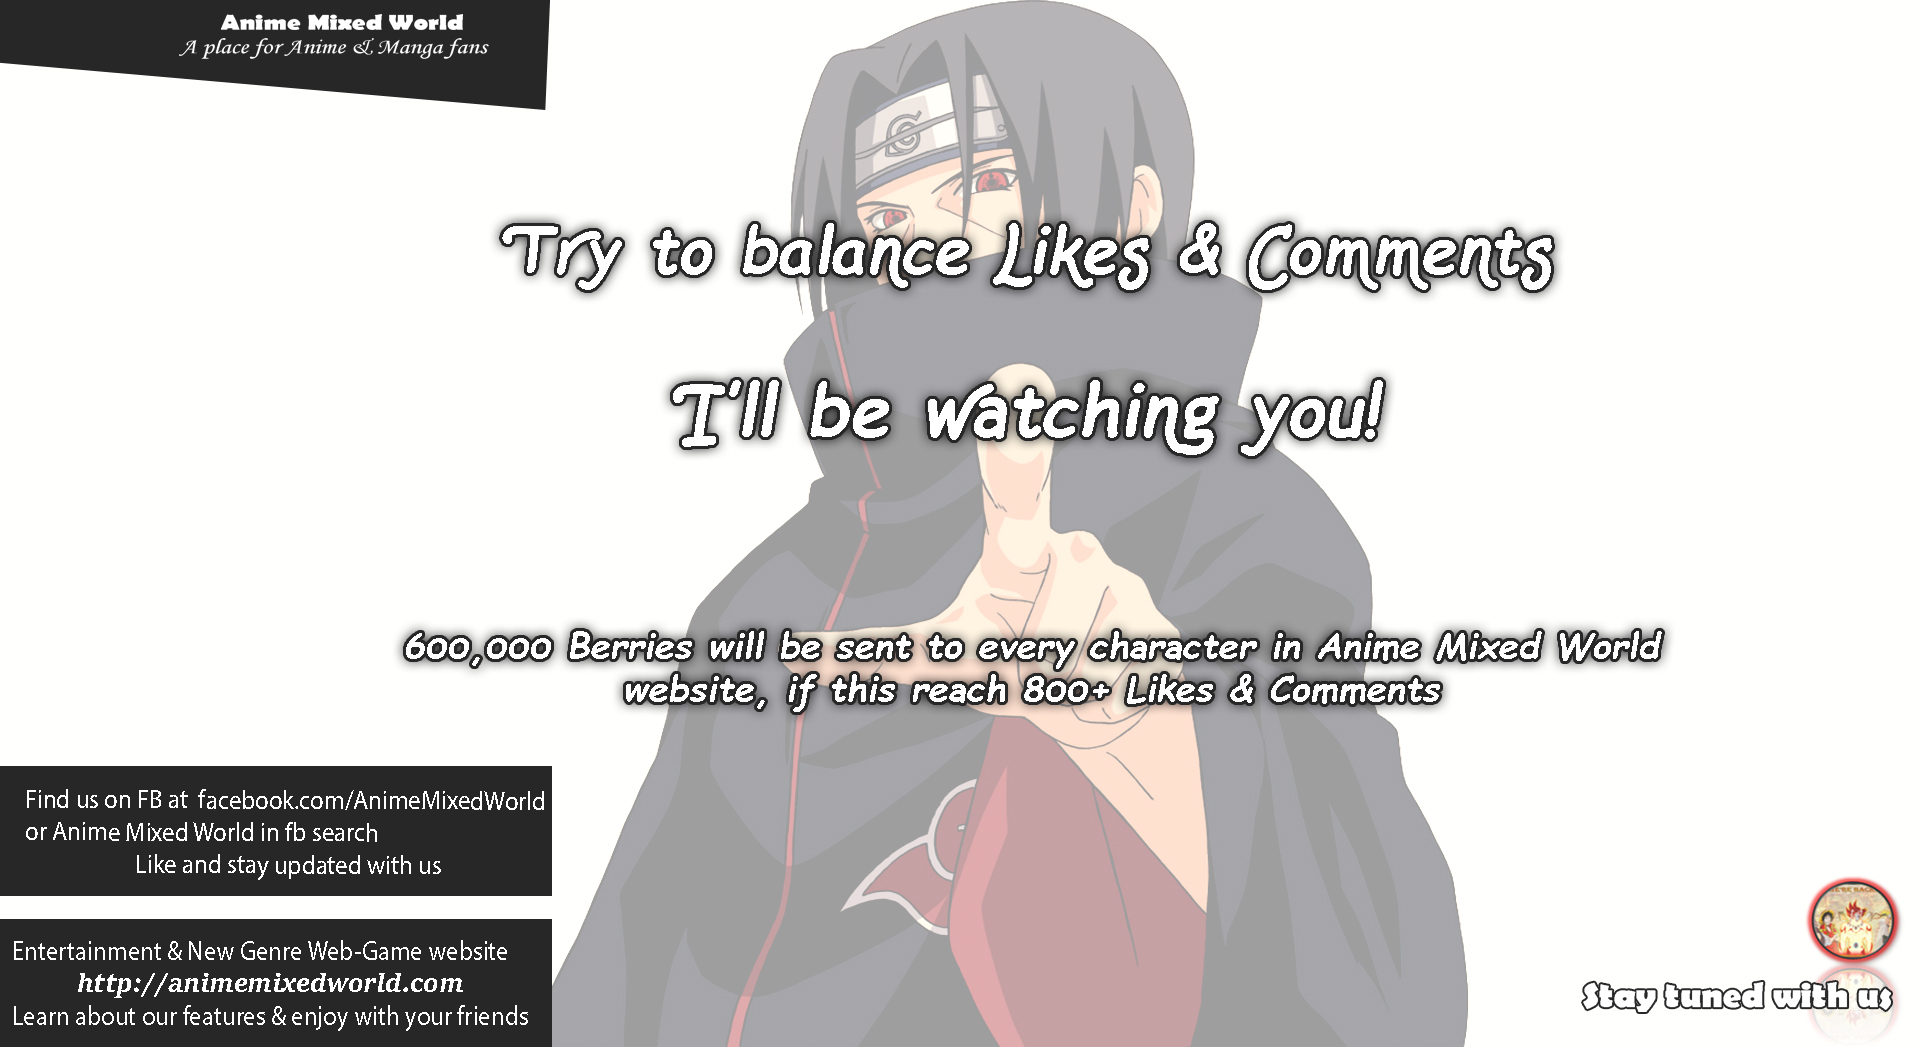 Anime Mixed World
A place for Anime & Manga fans
Try to balance Likes & Comments
I'll be watching you!
600,000 Berries will be sent to every character in Anime Mixed World
website, if this reach 800+ Likes & Comments
Find us on FB at facebook.com/AnimeMixedWorld
or Anime Mixed World in fb search
Like and stay updated with us
Entertainment & New Genre Web-Game website
http://animemixedworld.com
Learn about our features & enjoy with your friends
Stay tuned with us